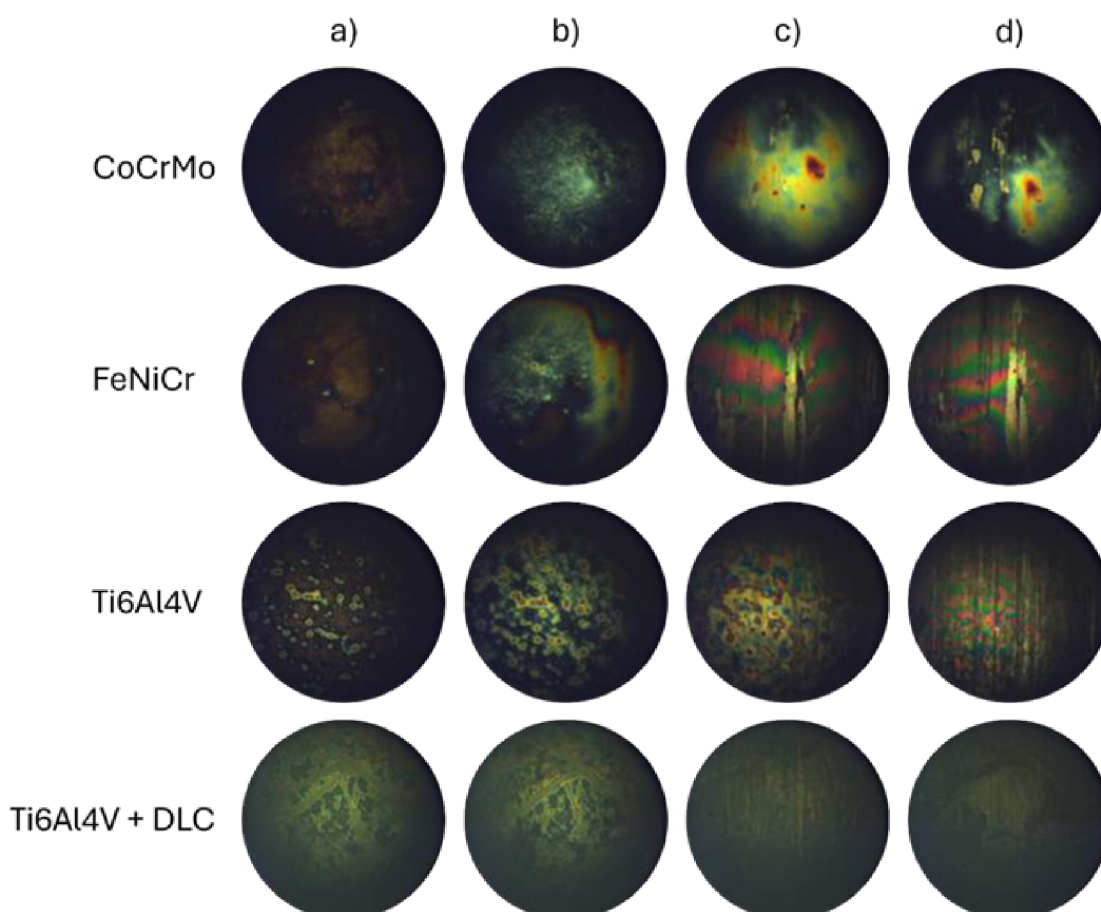 a) b) c) d)
CoCrMo
FeNiCr
Ti6Al4V
Ti6Al4V + DLC